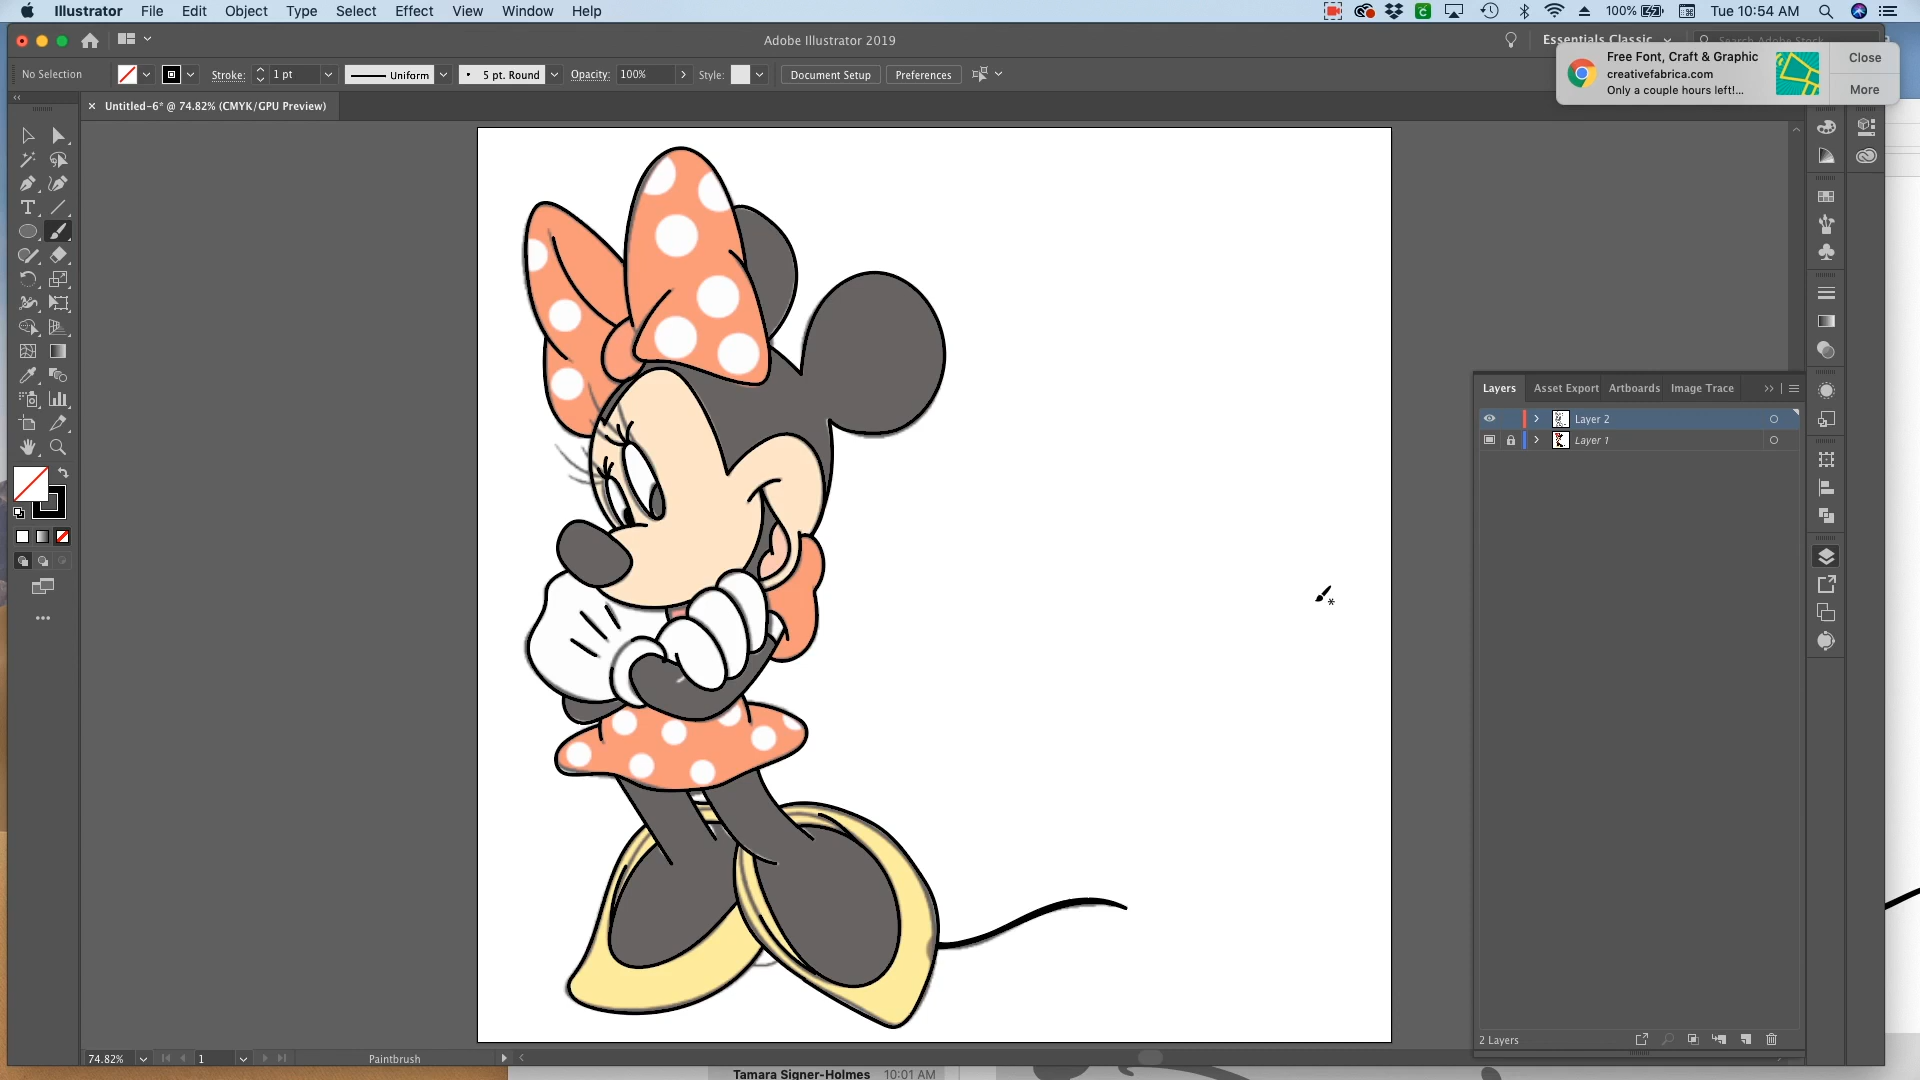 Illustrator File Edit Object Type Select Effect View Window Help
100% Tue 10:54 AM
Adobe Illustrator 2019
Essentials Classic Search Adobe Stock
No Selection Stroke: 1 pt Uniform 5 pt. Round Opacity: 100% Style: Document Setup Preferences
Free Font, Craft & Graphic
creativefabrica.com
Only a couple hours left!...
Close
More
× Untitled-6* @ 74.82% (CMYK/GPU Preview)
Layers Asset Export Artboards Image Trace
Layer 2
Layer 1
2 Layers
74.82% 1 Paintbrush
Tamara Signer-Holmes 10:01 AM